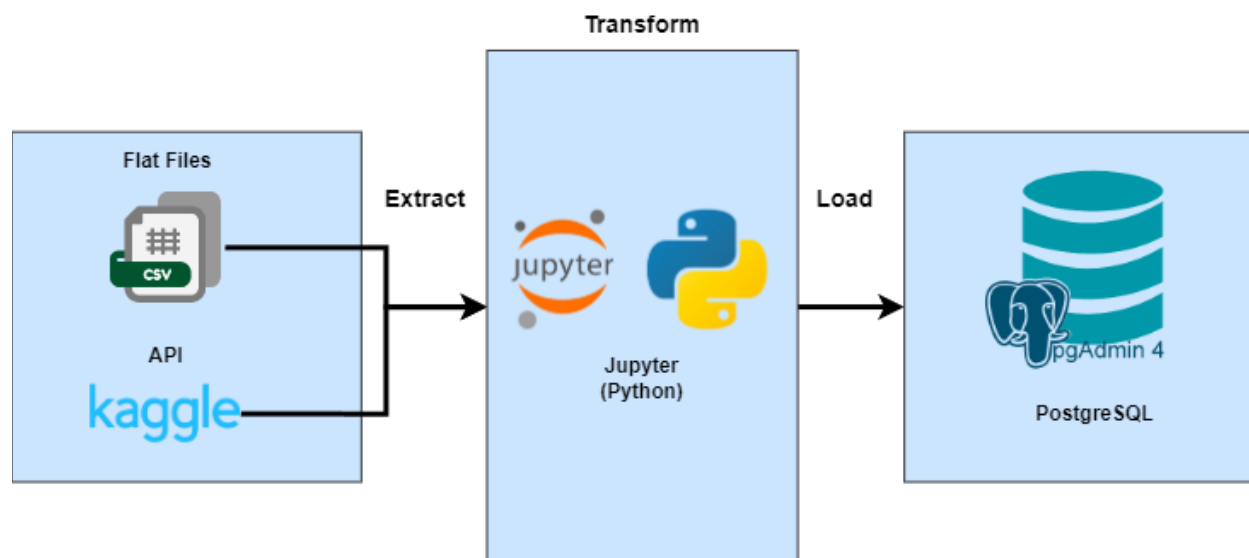 Transform
Flat Files
CSV
API
kaggle
Extract
jupyter
Jupyter
(Python)
Load
pgAdmin 4
PostgreSQL